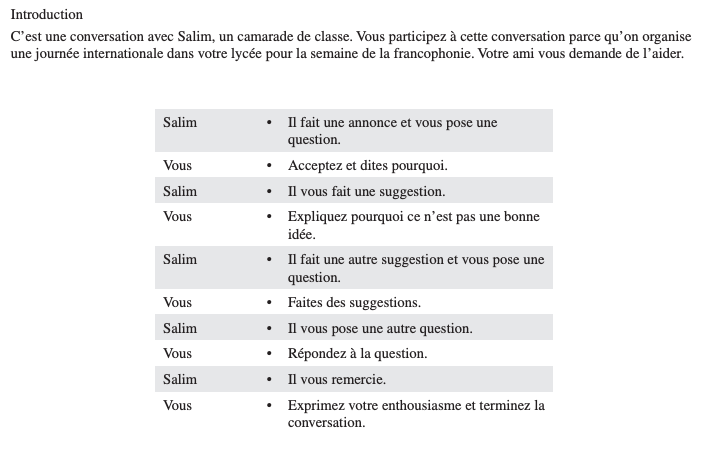 Introduction
C'est une conversation avec Salim, un camarade de classe. Vous participez à cette conversation parce qu'on organise
une journée internationale dans votre lycée pour la semaine de la francophonie. Votre ami vous demande de l'aider.
Salim • Il fait une annonce et vous pose une
question.
Vous • Acceptez et dites pourquoi.
Salim • Il vous fait une suggestion.
Vous • Expliquez pourquoi ce n'est pas une bonne
idée.
Salim • Il fait une autre suggestion et vous pose une
question.
Vous • Faites des suggestions.
Salim • Il vous pose une autre question.
Vous • Répondez à la question.
Salim • Il vous remercie.
Vous • Exprimez votre enthousiasme et terminez la
conversation.